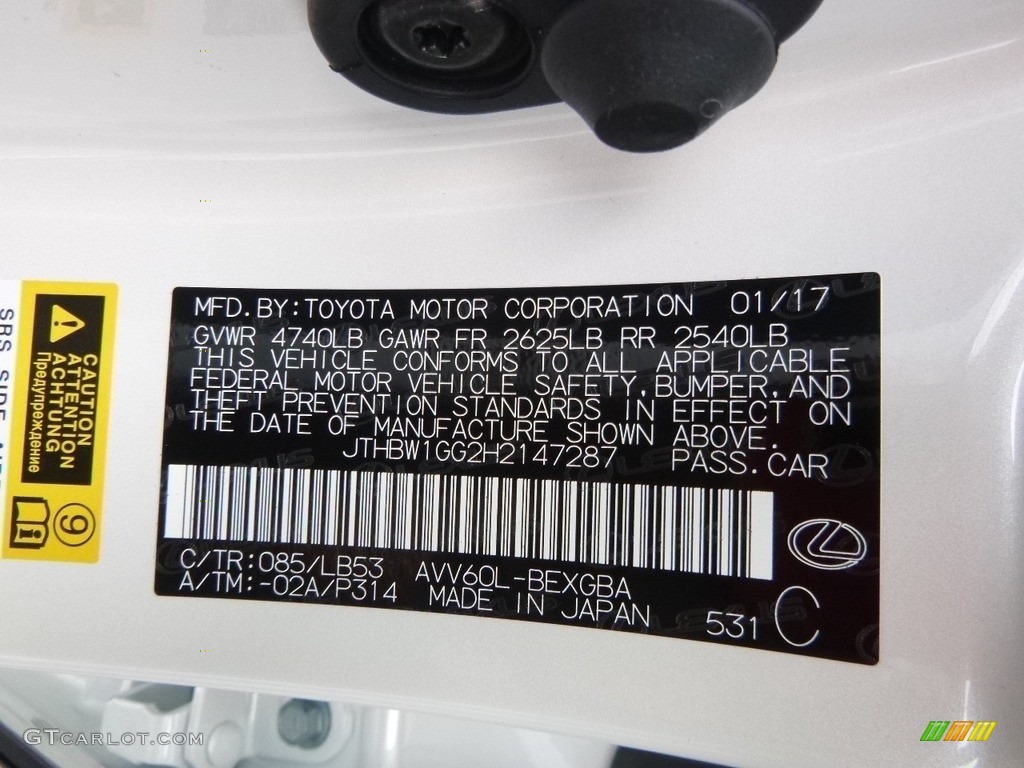 MFD.BY:TOYOTA MOTOR CORPORATION 01/17
GVWR 4740LB GAWR FR 2625LB RR 2540LB
THIS VEHICLE CONFORMS TO ALL APPLICABLE
FEDERAL MOTOR VEHICLE SAFETY, BUMPER, AND
THEFT PREVENTION STANDARDS IN EFFECT ON
THE DATE OF MANUFACTURE SHOWN ABOVE.
JTHBW1GG2H2147287 PASS.CAR
C/TR:085/LB53 AVV60L-BEXGBA
A/TM:-02A/P314 MADE IN JAPAN 531 C
CAUTION
ATTENTION
ACHTUNG
Предупреждение
9
SRS SIDE
GTCARLOT.COM